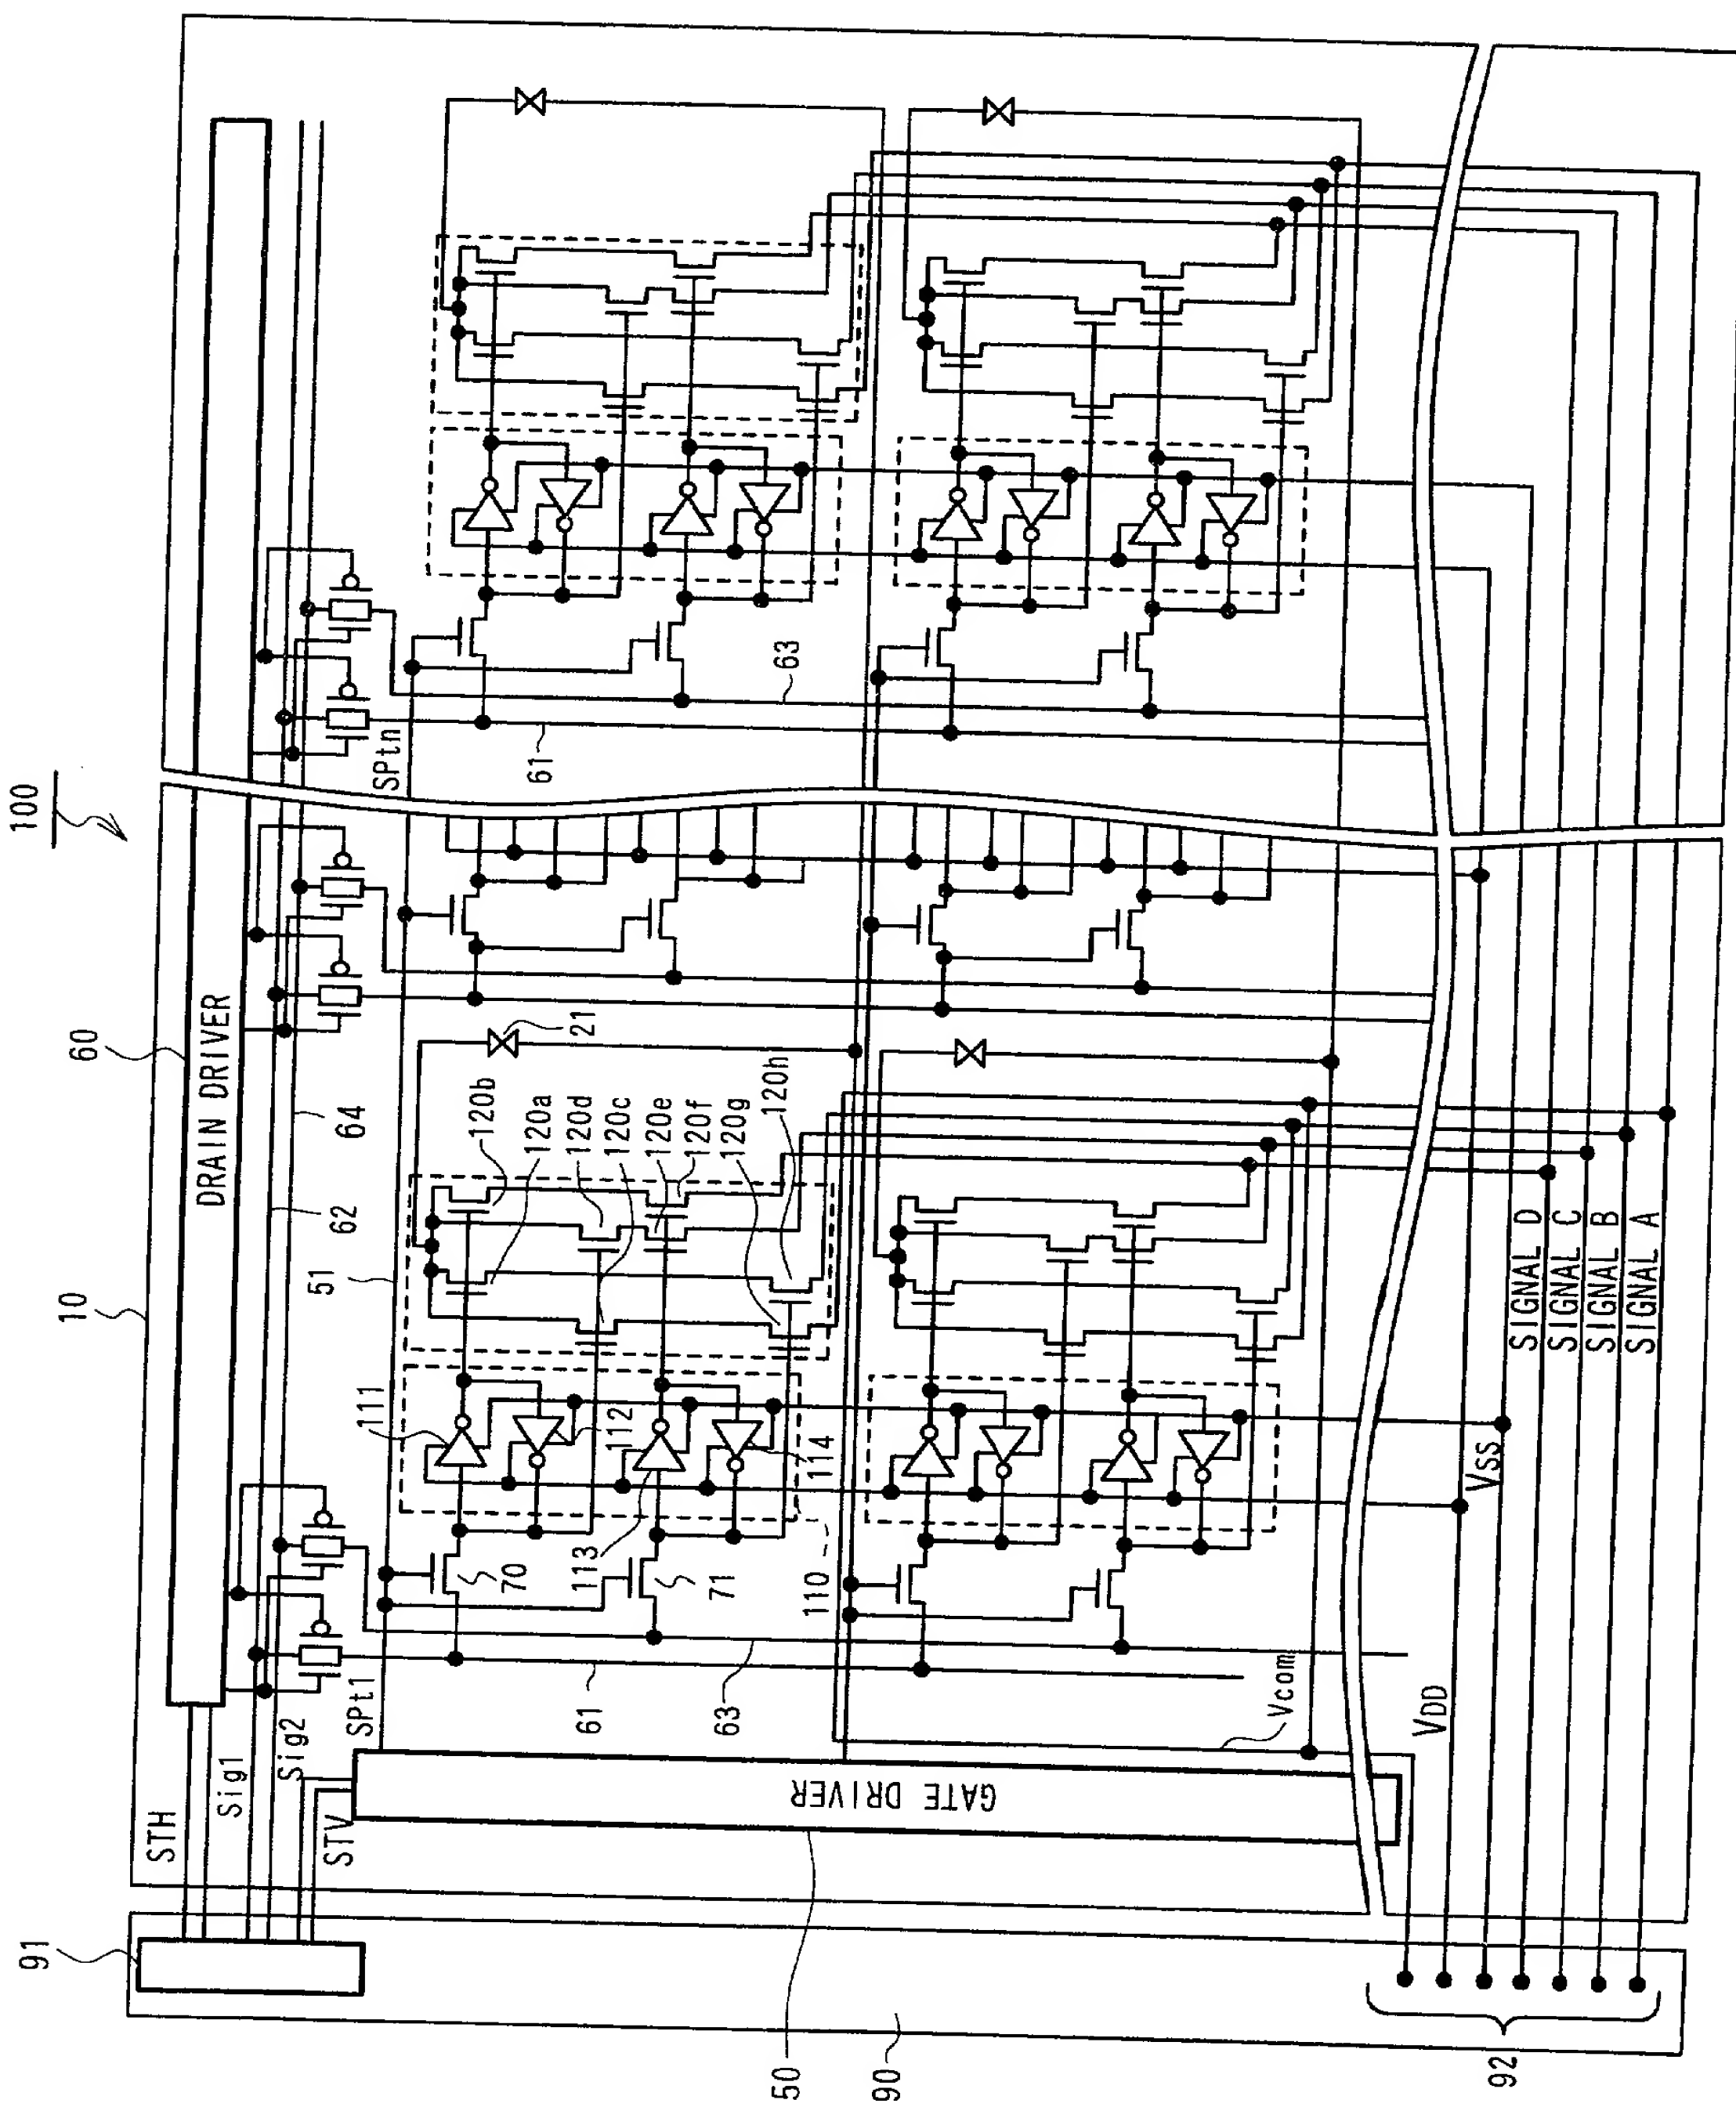 100
10
60
DRAIN DRIVER
62
64
51
21
120b
120a
120d
120c
120e
120f
120g
120h
111
112
113
114
110
70
71
61
63
61
63
SPt1
SPtn
STH
Sig1
Sig2
STV
91
GATE DRIVER
50
90
92
Vcom
VDD
VSS
SIGNAL D
SIGNAL C
SIGNAL B
SIGNAL A